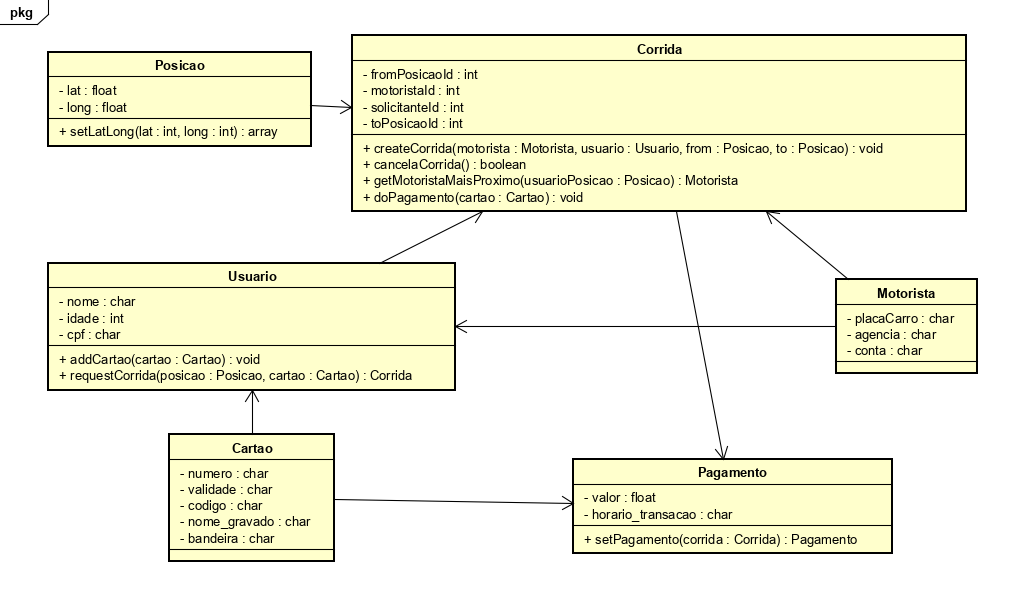 pkg
Posicao
- lat : float
- long : float
+ setLatLong(lat : int, long : int) : array
Corrida
- fromPosicaoId : int
- motoristaId : int
- solicitanteId : int
- toPosicaoId : int
+ createCorrida(motorista : Motorista, usuario : Usuario, from : Posicao, to : Posicao) : void
+ cancelaCorrida() : boolean
+ getMotoristaMaisProximo(usuarioPosicao : Posicao) : Motorista
+ doPagamento(cartao : Cartao) : void
Usuario
- nome : char
- idade : int
- cpf : char
+ addCartao(cartao : Cartao) : void
+ requestCorrida(posicao : Posicao, cartao : Cartao) : Corrida
Motorista
- placaCarro : char
- agencia : char
- conta : char
Cartao
- numero : char
- validade : char
- codigo : char
- nome_gravado : char
- bandeira : char
Pagamento
- valor : float
- horario_transacao : char
+ setPagamento(corrida : Corrida) : Pagamento